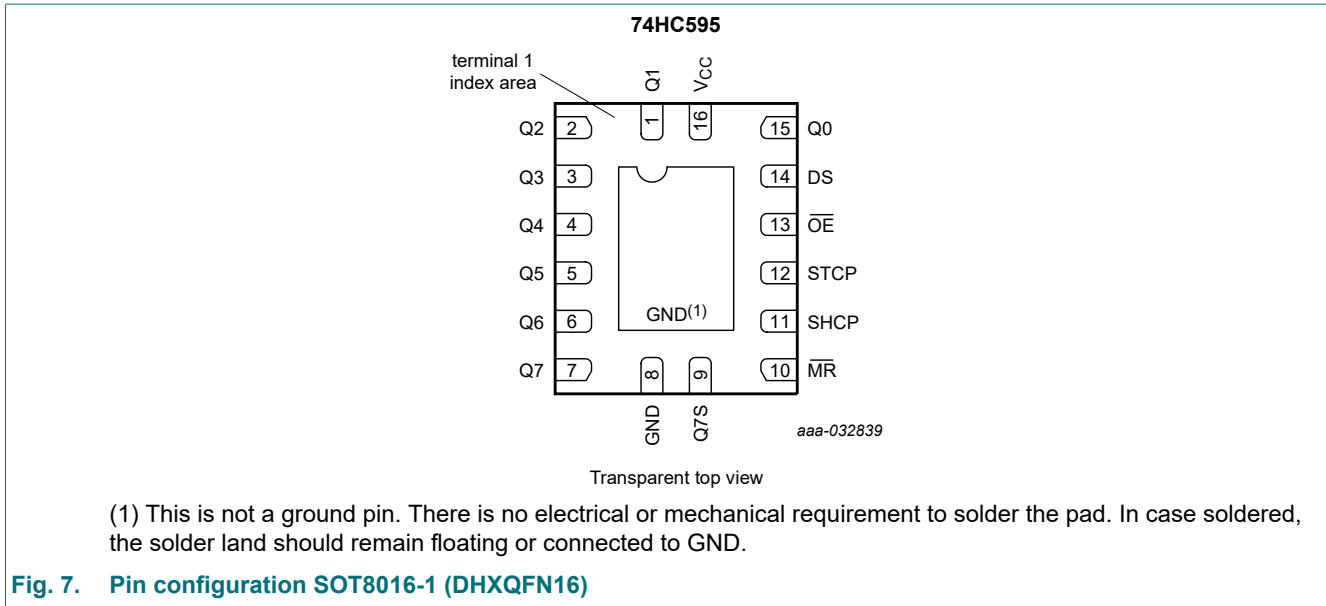 74HC595
terminal 1
index area
Q1
VCC
1
16
Q2
2
15
Q0
Q3
3
14
DS
Q4
4
13
OE
Q5
5
12
STCP
Q6
6
GND(1)
11
SHCP
Q7
7
8
9
10
MR
GND
Q7S
aaa-032839
Transparent top view
(1) This is not a ground pin. There is no electrical or mechanical requirement to solder the pad. In case soldered,
the solder land should remain floating or connected to GND.
Fig. 7. Pin configuration SOT8016-1 (DHXQFN16)